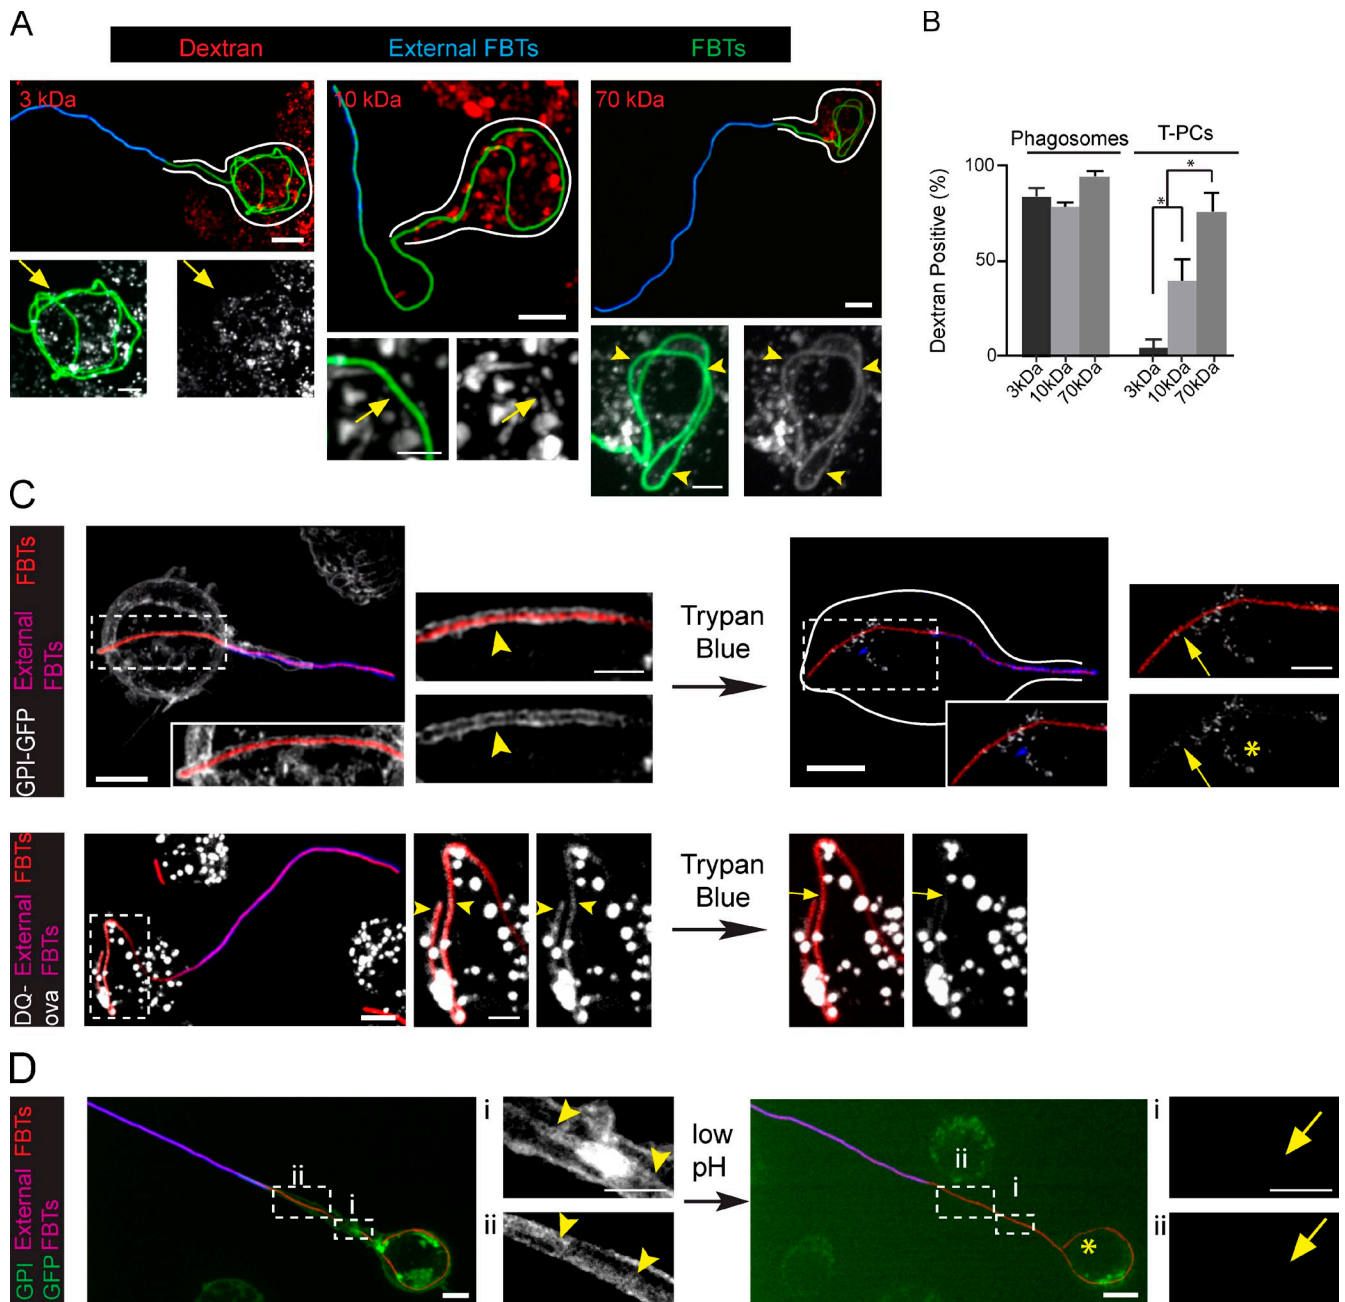 A
Dextran External FBTs FBTs
3 kDa
10 kDa
70 kDa
B
Phagosomes T-PCs
Dextran Positive (%)
100
50
0
* *
3kDa
10kDa
70kDa
3kDa
10kDa
70kDa
C
GPI-GFP External FBTs
FBTs
Trypan
Blue
*
DQ- External FBTs
ova FBTs
Trypan
Blue
D
GPI External FBTs
GFP FBTs
ii
i
i
ii
low
pH
ii
i
*
i
ii